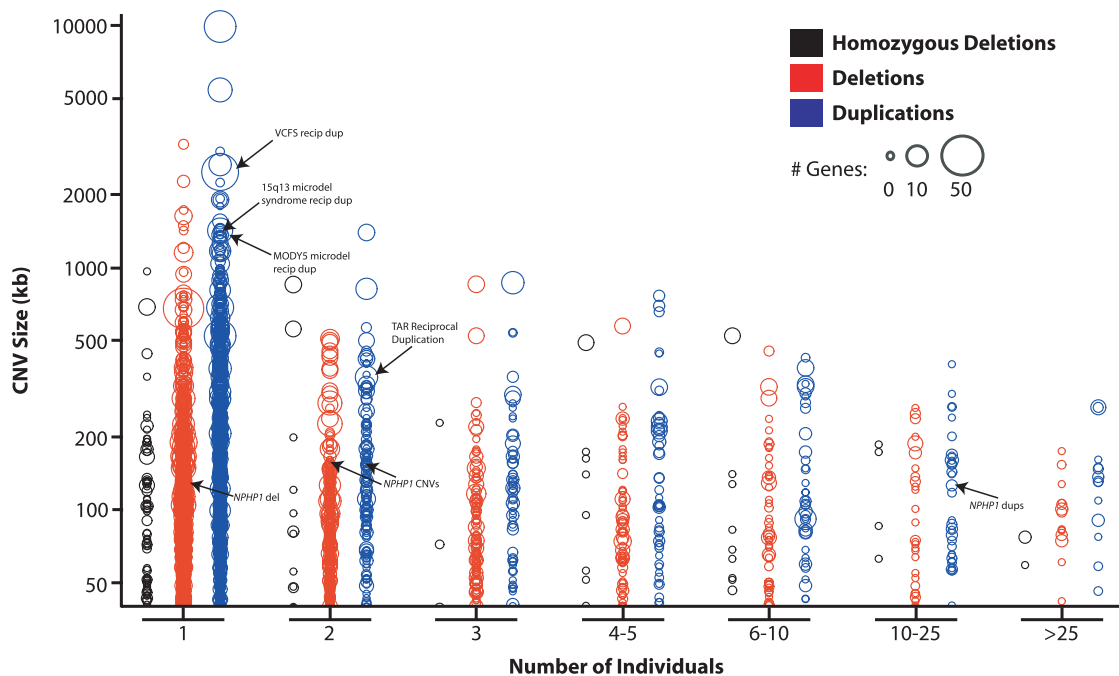 10000
5000
2000
1000
500
200
100
50
CNV Size (kb)
Homozygous Deletions
Deletions
Duplications
# Genes:
0 10 50
VCFS recip dup
15q13 microdel
syndrome recip dup
MODY5 microdel
recip dup
TAR Reciprocal
Duplication
NPHP1 del
NPHP1 CNVs
NPHP1 dups
1 2 3 4-5 6-10 10-25 >25
Number of Individuals